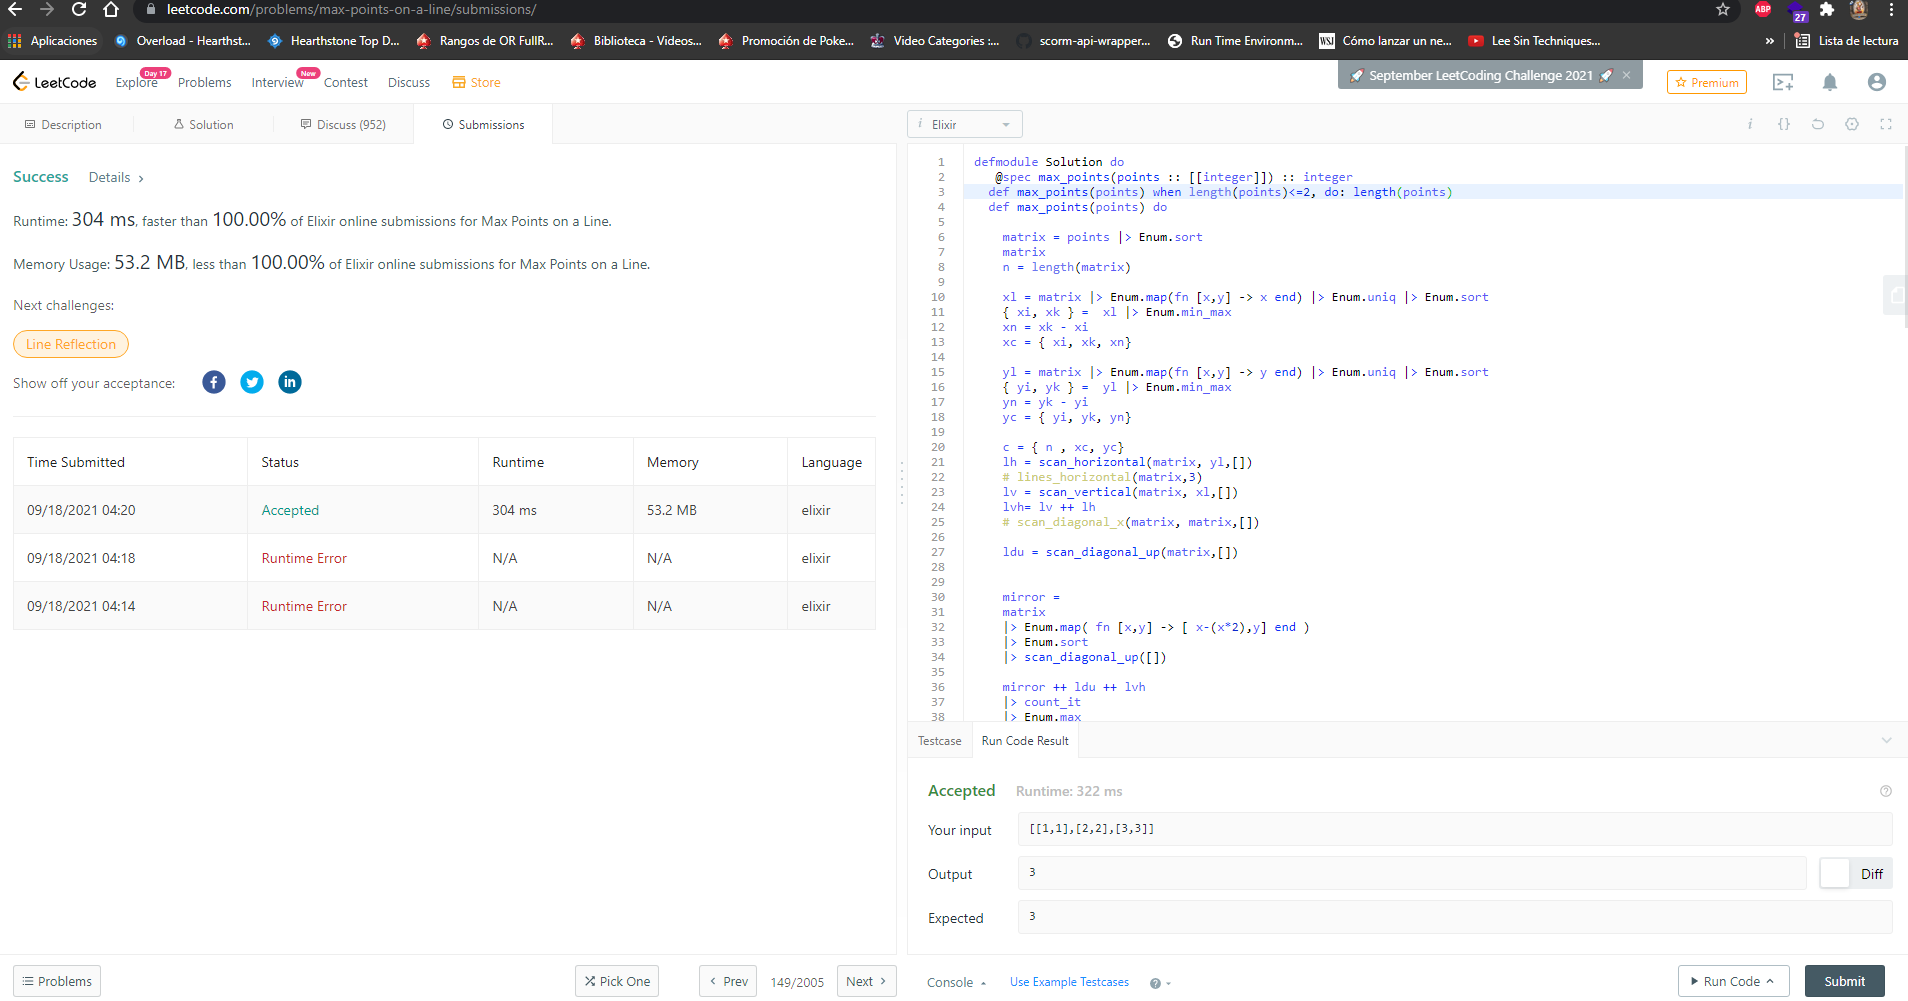 leetcode.com/problems/max-points-on-a-line/submissions/
ABP
27
Aplicaciones
Overload - Hearthst...
Hearthstone Top D...
Rangos de OR FullR...
Biblioteca - Videos...
Promoción de Poke...
Video Categories :...
scorm-api-wrapper...
Run Time Environm...
WSJ
Cómo lanzar un ne...
Lee Sin Techniques...
»
Lista de lectura
LeetCode
Explore
Day 17
Problems
Interview
New
Contest
Discuss
Store
September LeetCoding Challenge 2021
Premium
Description
Solution
Discuss (952)
Submissions
Success
Details
Runtime: 304 ms, faster than 100.00% of Elixir online submissions for Max Points on a Line.
Memory Usage: 53.2 MB, less than 100.00% of Elixir online submissions for Max Points on a Line.
Next challenges:
Line Reflection
Show off your acceptance:
Time Submitted Status Runtime Memory Language
09/18/2021 04:20 Accepted 304 ms 53.2 MB elixir
09/18/2021 04:18 Runtime Error N/A N/A elixir
09/18/2021 04:14 Runtime Error N/A N/A elixir
Problems
Pick One
Prev
149/2005
Next
i Elixir
i
{}
1 defmodule Solution do
2 @spec max_points(points :: [[integer]]) :: integer
3 def max_points(points) when length(points)<=2, do: length(points)
4 def max_points(points) do
5
6 matrix = points |> Enum.sort
7 matrix
8 n = length(matrix)
9
10 xl = matrix |> Enum.map(fn [x,y] -> x end) |> Enum.uniq |> Enum.sort
11 { xi, xk } =  xl |> Enum.min_max
12 xn = xk - xi
13 xc = { xi, xk, xn}
14
15 yl = matrix |> Enum.map(fn [x,y] -> y end) |> Enum.uniq |> Enum.sort
16 { yi, yk } =  yl |> Enum.min_max
17 yn = yk - yi
18 yc = { yi, yk, yn}
19
20 c = { n , xc, yc}
21 lh = scan_horizontal(matrix, yl,[])
22 # lines_horizontal(matrix,3)
23 lv = scan_vertical(matrix, xl,[])
24 lvh= lv ++ lh
25 # scan_diagonal_x(matrix, matrix,[])
26
27 ldu = scan_diagonal_up(matrix,[])
28
29
30 mirror =
31 matrix
32 |> Enum.map( fn [x,y] -> [ x-(x*2),y] end )
33 |> Enum.sort
34 |> scan_diagonal_up([])
35
36 mirror ++ ldu ++ lvh
37 |> count_it
38 |> Enum.max
Testcase
Run Code Result
Accepted
Runtime: 322 ms
Your input
[[1,1],[2,2],[3,3]]
Output
3
Diff
Expected
3
Console
Use Example Testcases
Run Code
Submit